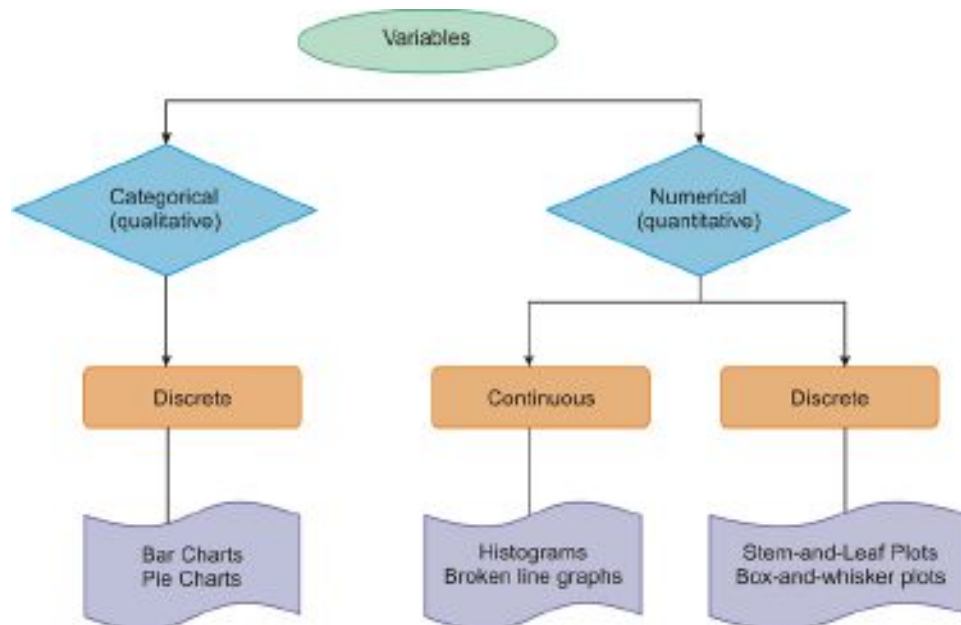 Variables
Categorical
(qualitative)
Numerical
(quantitative)
Discrete
Continuous
Discrete
Bar Charts
Pie Charts
Histograms
Broken line graphs
Stem-and-Leaf Plots
Box-and-whisker plots